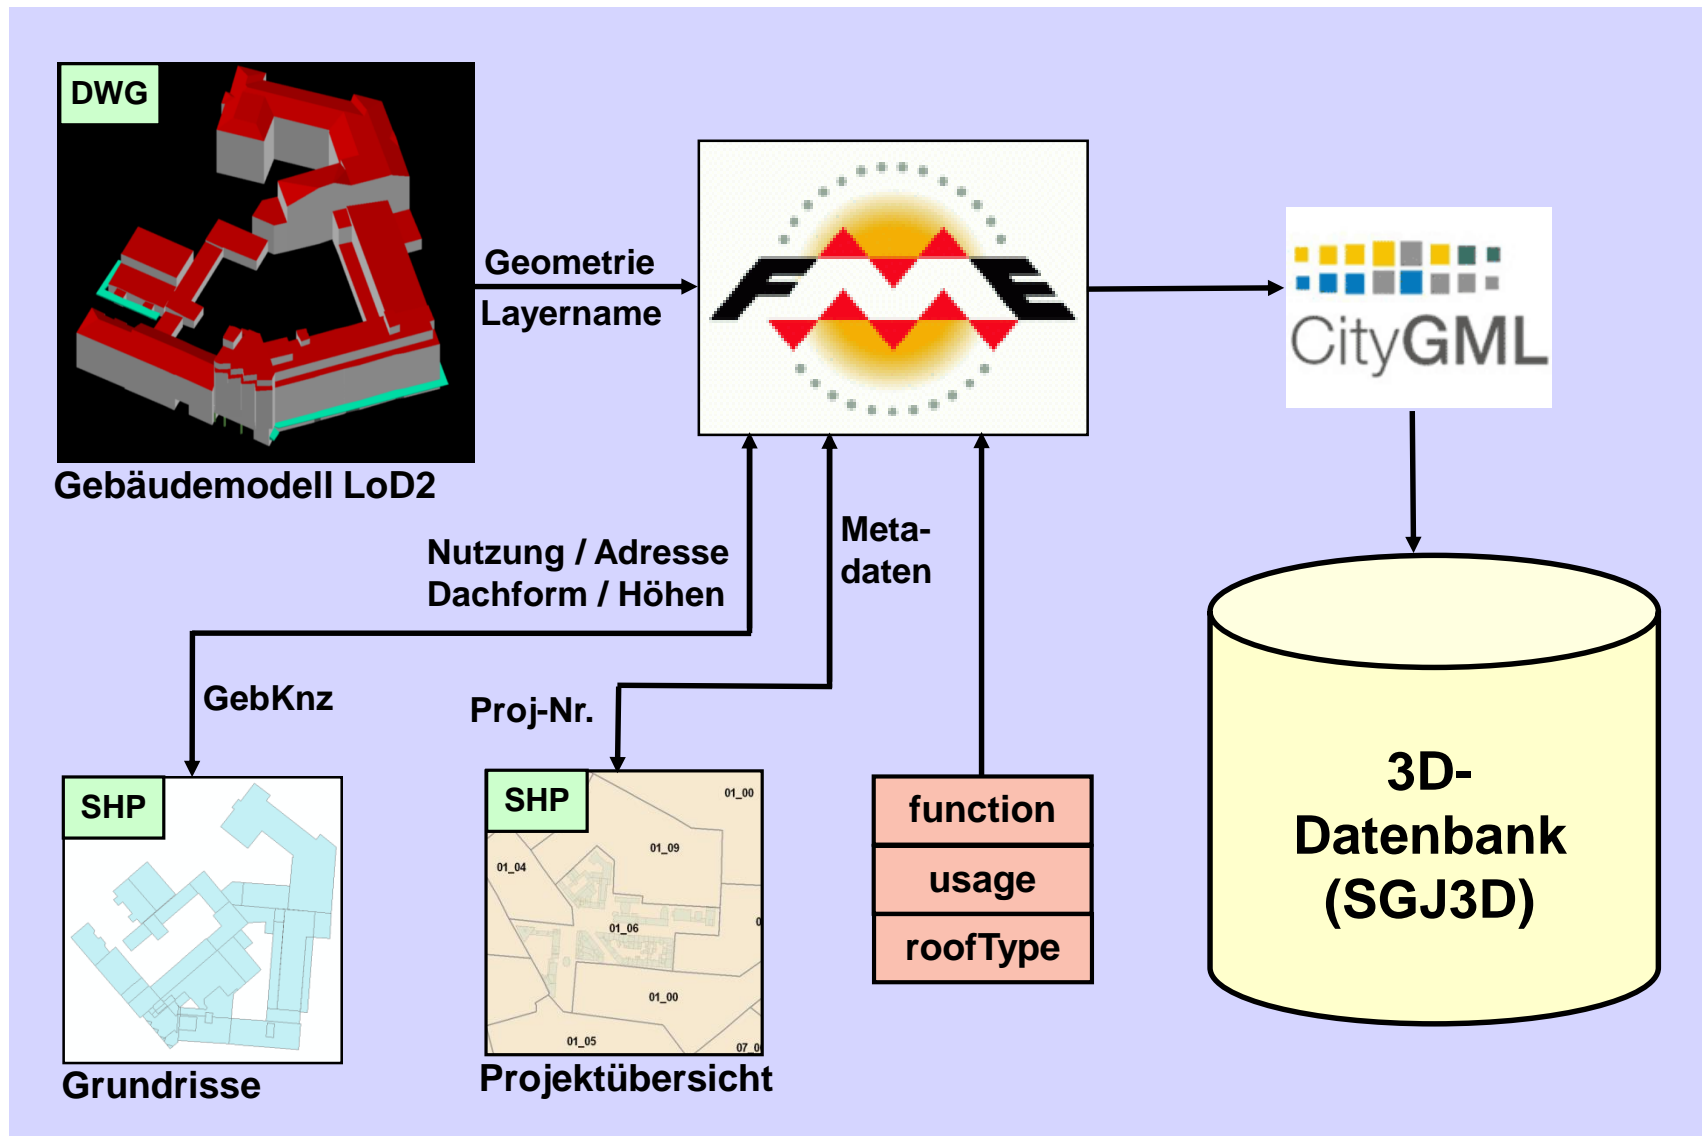 DWG
Gebäudemodell LoD2
Geometrie
Layername
FME
CityGML
Nutzung / Adresse
Dachform / Höhen
Meta-
daten
GebKnz
Proj-Nr.
SHP
Grundrisse
SHP
01_00
01_09
01_04
01_06
01_00
01_05
Projektübersicht
function
usage
roofType
3D-
Datenbank
(SGJ3D)